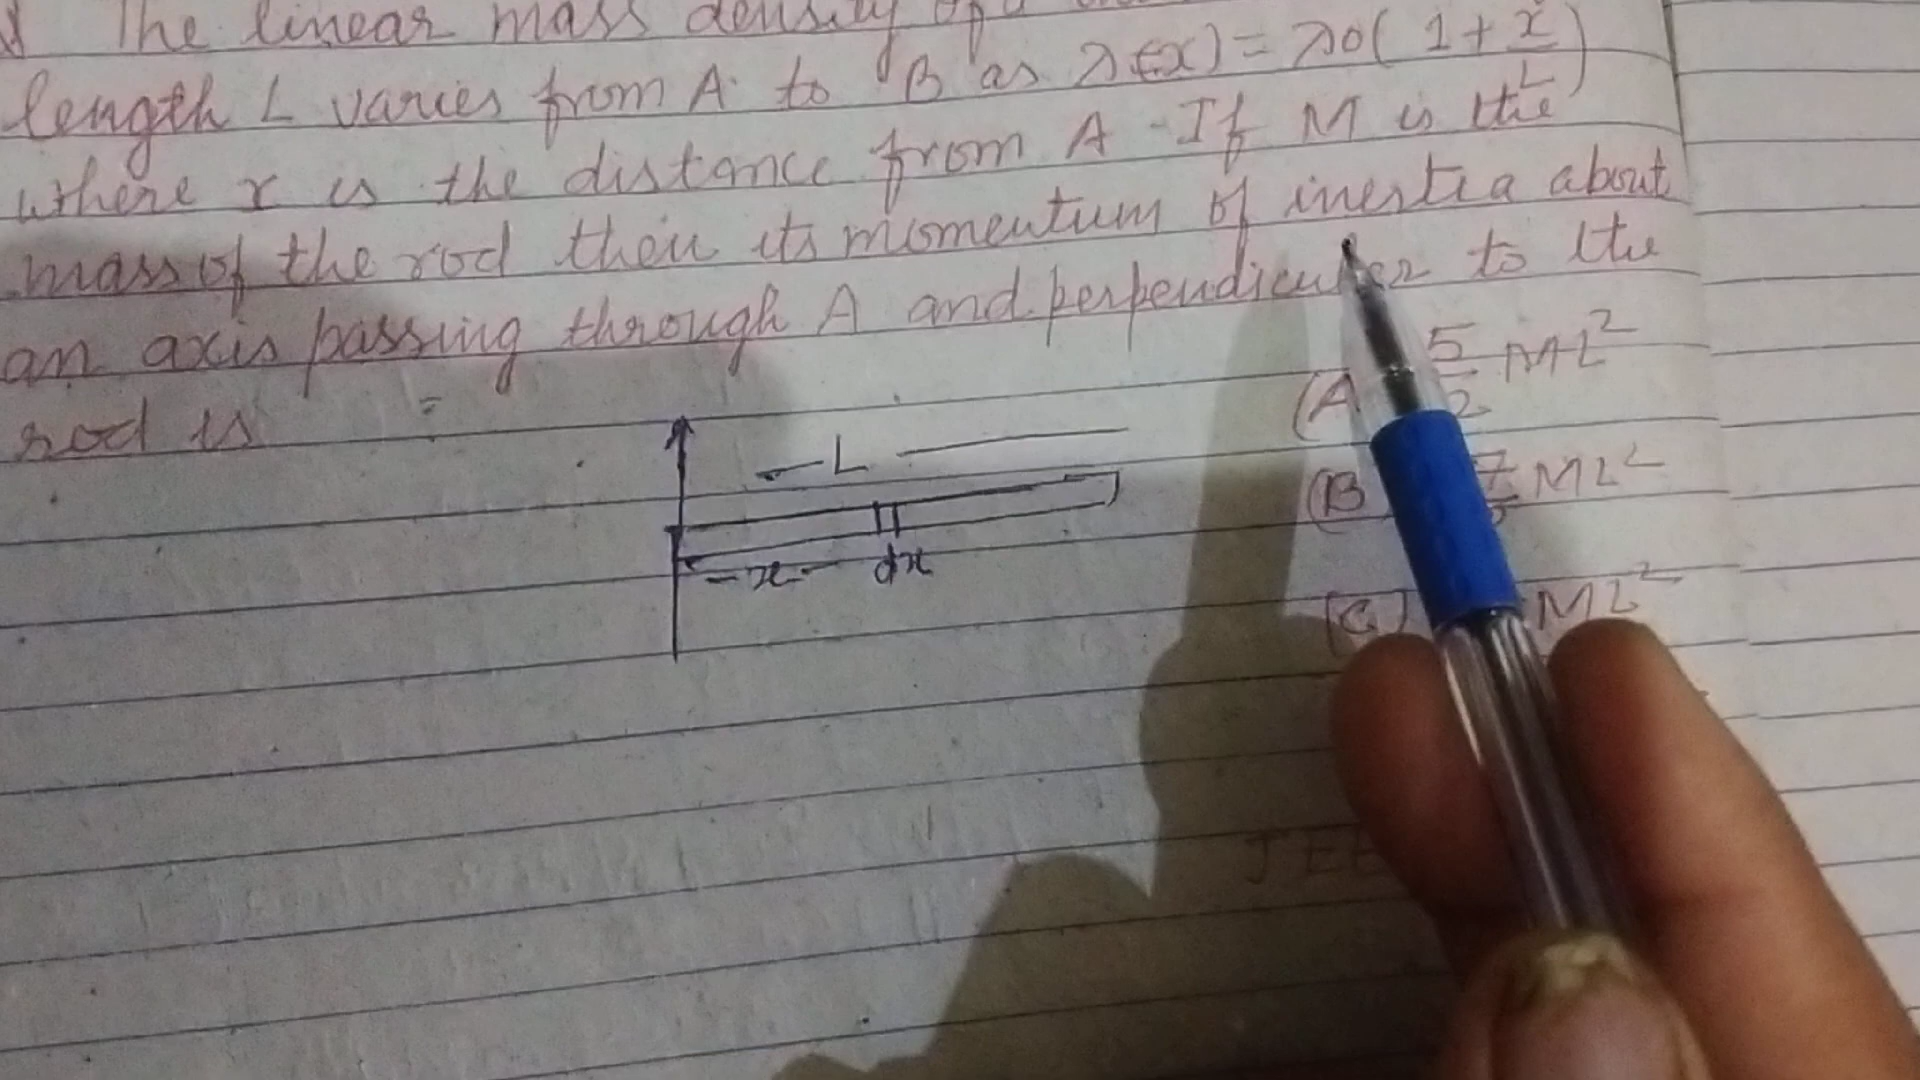 The linear mass density of a
length L varies from A to B as λ(x) = λ0( 1 + x/L )
where x is the distance from A - If M is the
mass of the rod then its momentum of inertia about
an axis passing through A and perpendicular to the
rod is
(A 5/2 ML²
L
(B ML²
x dx
(C) ML²
JEE